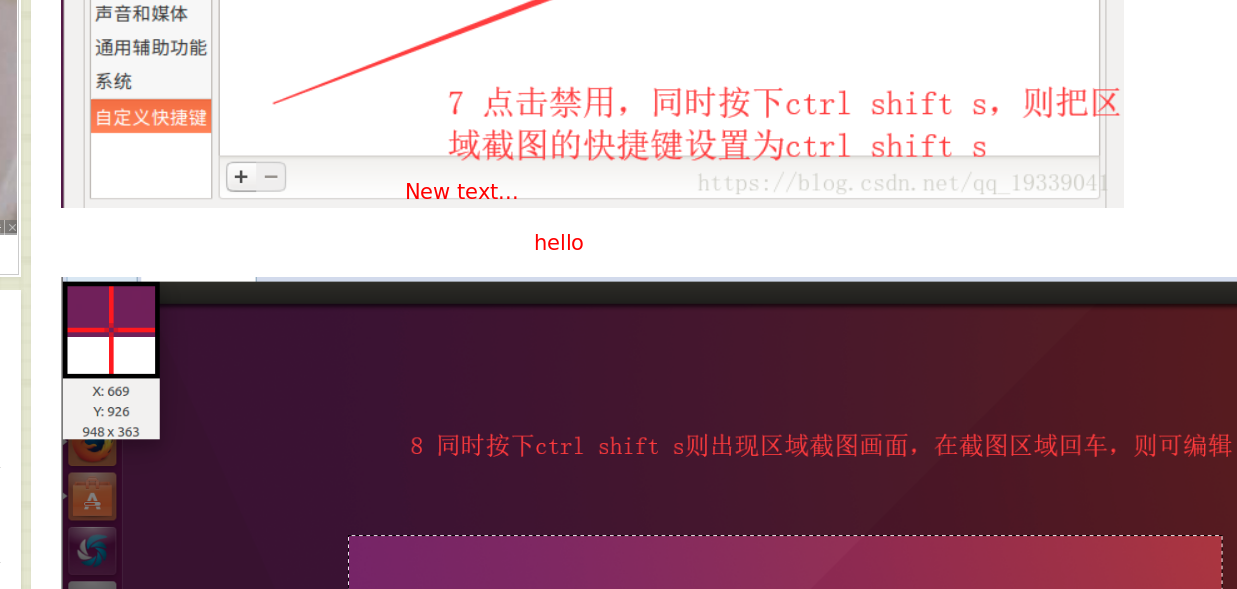 声音和媒体
通用辅助功能
系统
自定义快捷键
7 点击禁用，同时按下ctrl shift s，则把区
域截图的快捷键设置为ctrl shift s
https://blog.csdn.net/qq_19339041
New text...
hello
X: 669
Y: 926
948 x 363
8 同时按下ctrl shift s则出现区域截图画面，在截图区域回车，则可编辑